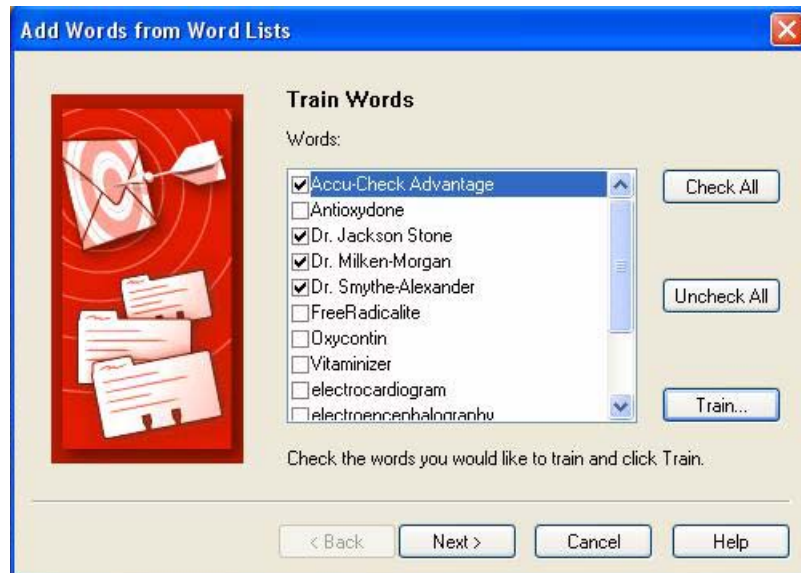 Add Words from Word Lists
Train Words
Words:
Accu-Check Advantage
Antioxydone
Dr. Jackson Stone
Dr. Milken-Morgan
Dr. Smythe-Alexander
FreeRadicalite
Oxycontin
Vitaminizer
electrocardiogram
electroencephalography
Check All
Uncheck All
Train...
Check the words you would like to train and click Train.
< Back
Next >
Cancel
Help